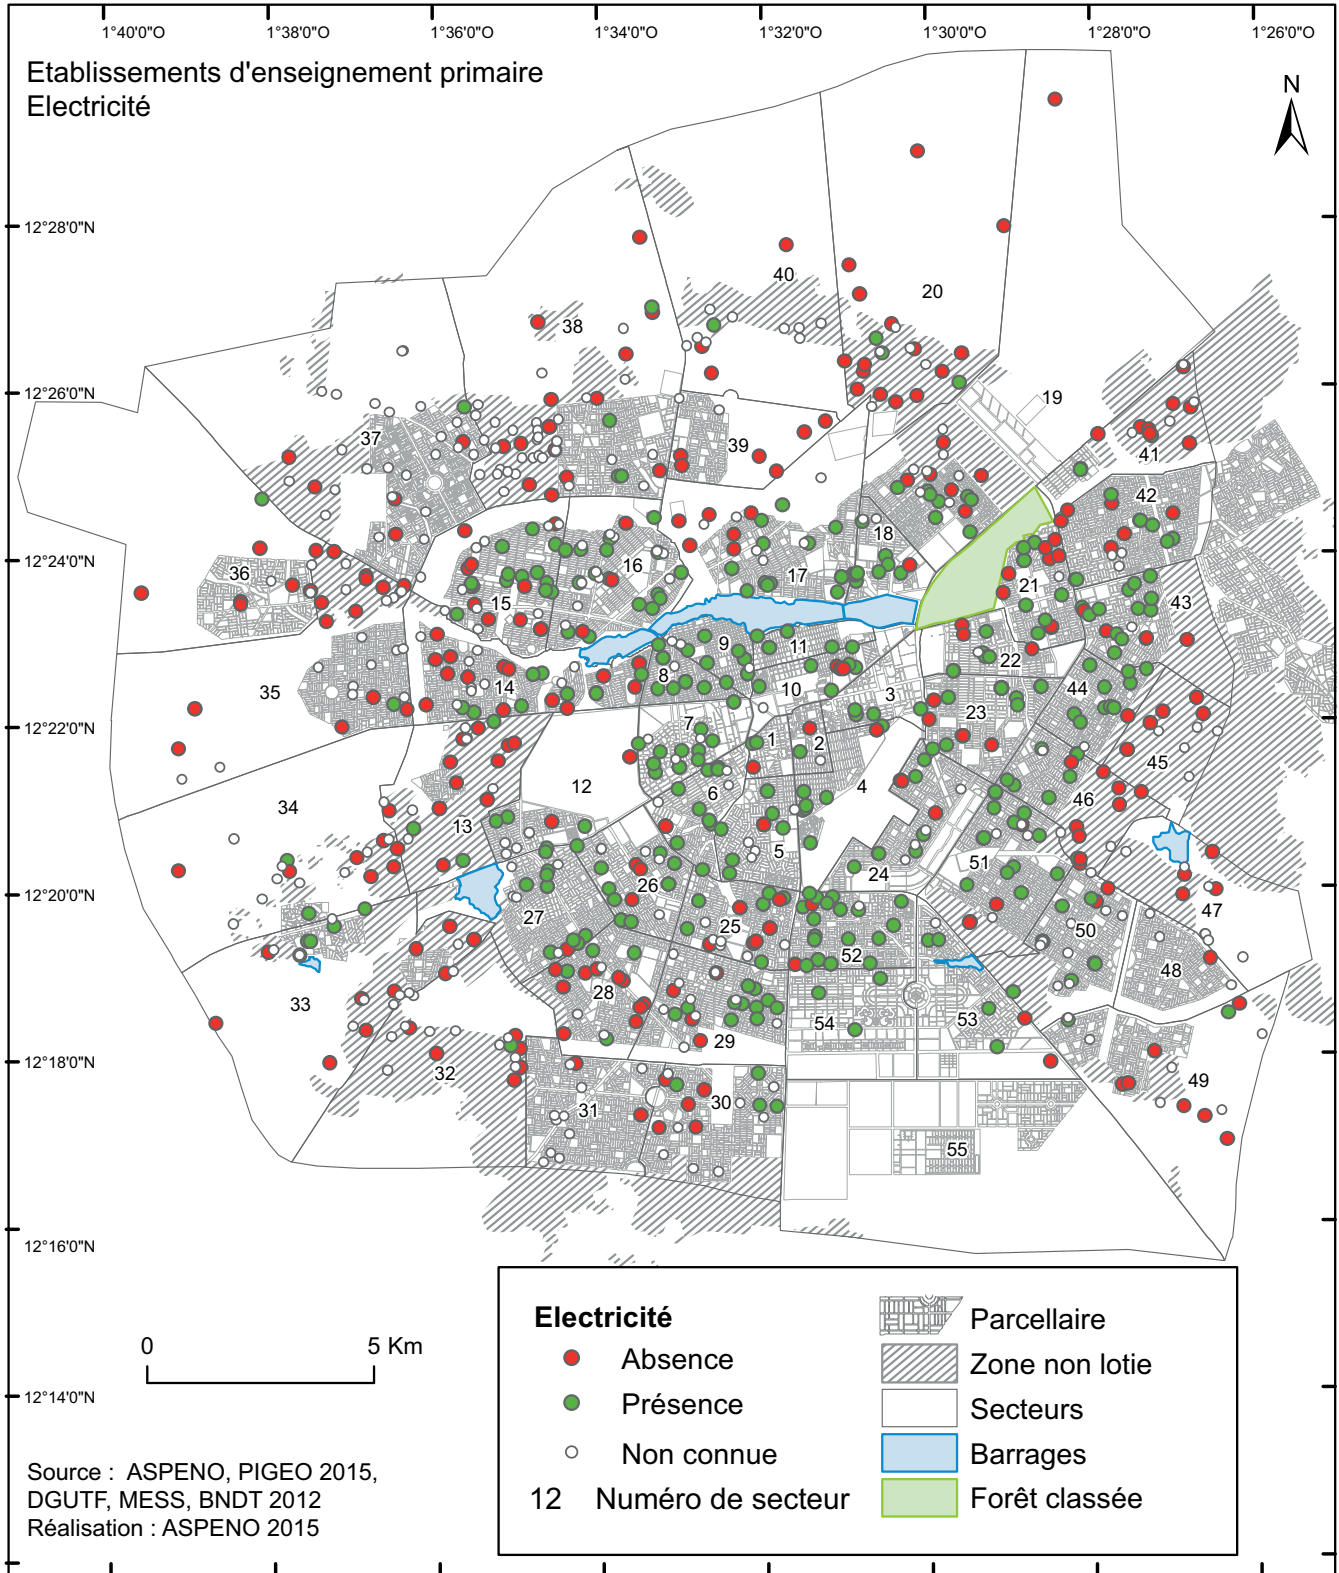 1°40'0"O 1°38'0"O 1°36'0"O 1°34'0"O 1°32'0"O 1°30'0"O 1°28'0"O 1°26'0"O
Etablissements d'enseignement primaire
Electricité
N
12°28'0"N
40
20
38
12°26'0"N
19
37
39
41
42
18
12°24'0"N
36
16
17
21
15
43
9
11
22
8
35
14
10
3
44
12°22'0"N
7
23
1
2
45
12
6
4
34
46
13
5
51
24
26
12°20'0"N
27
25
47
50
52
48
28
33
54
53
29
12°18'0"N
32
49
31
30
55
12°16'0"N
Electricité
Absence
Présence
Non connue
12 Numéro de secteur
Parcellaire
Zone non lotie
Secteurs
Barrages
Forêt classée
0 5 Km
12°14'0"N
Source : ASPENO, PIGEO 2015,
DGUTF, MESS, BNDT 2012
Réalisation : ASPENO 2015